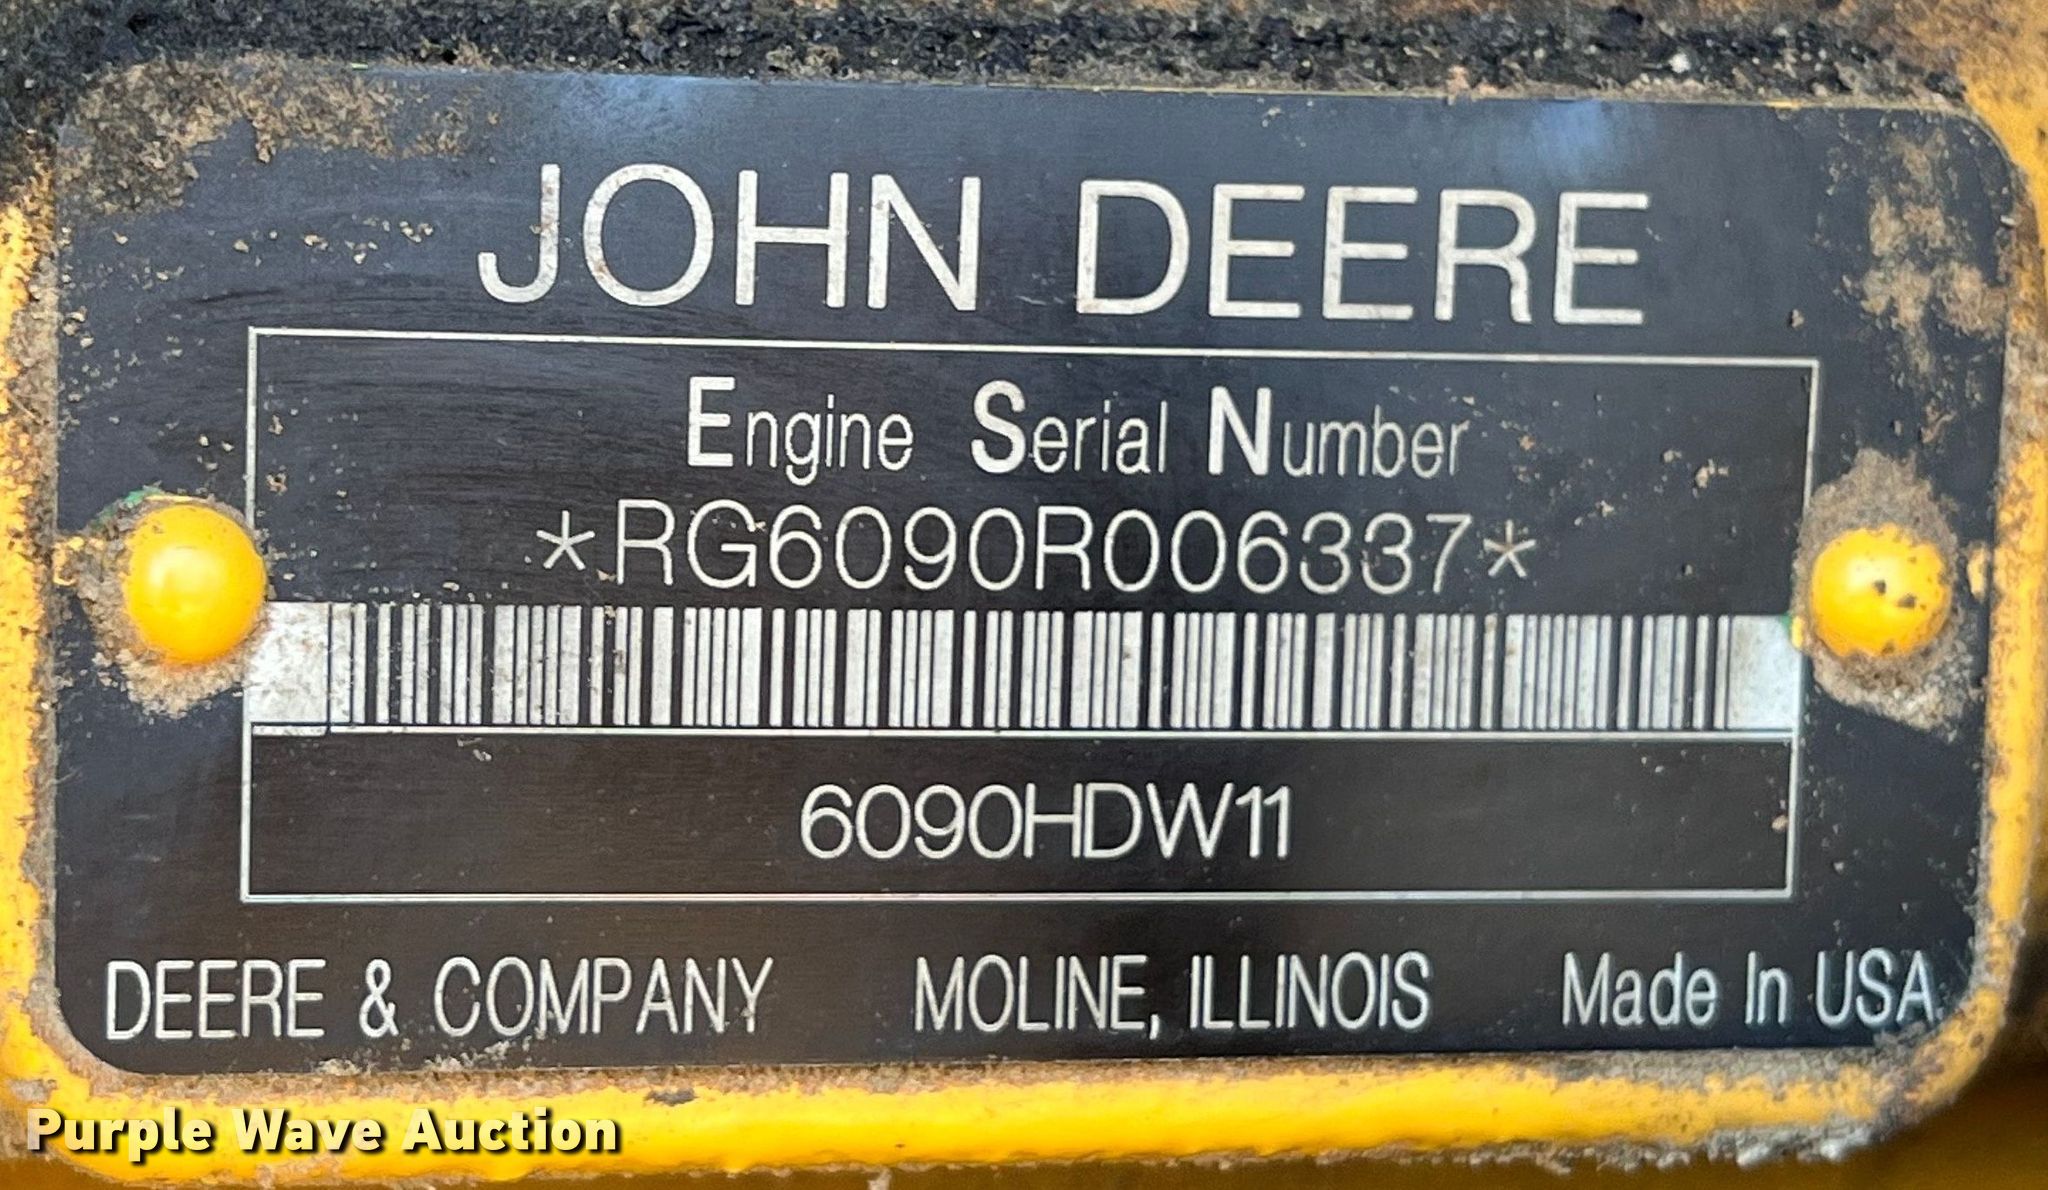 JOHN DEERE
Engine Serial Number
*RG6090R006337*
6090HDW11
DEERE & COMPANY MOLINE, ILLINOIS Made In USA
Purple Wave Auction